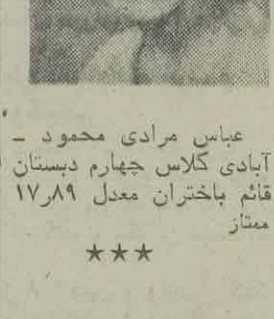 عباس مرادی محمود ـ
آبادی کلاس چهارم دبستان
قائم باختران معدل ۱۷٫۸۹
ممتاز
★★★